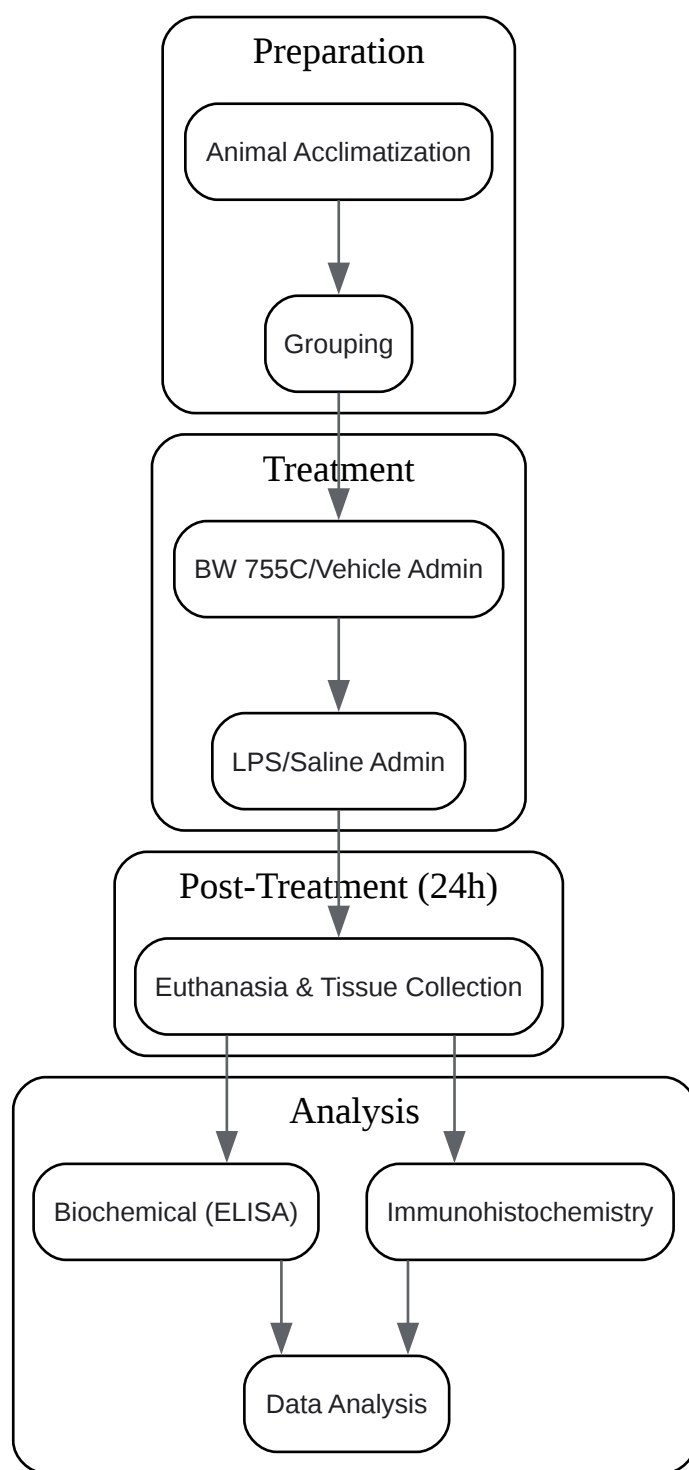 Preparation
Animal Acclimatization
Grouping
Treatment
BW 755C/Vehicle Admin
LPS/Saline Admin
Post-Treatment (24h)
Euthanasia & Tissue Collection
Analysis
Biochemical (ELISA)
Immunohistochemistry
Data Analysis